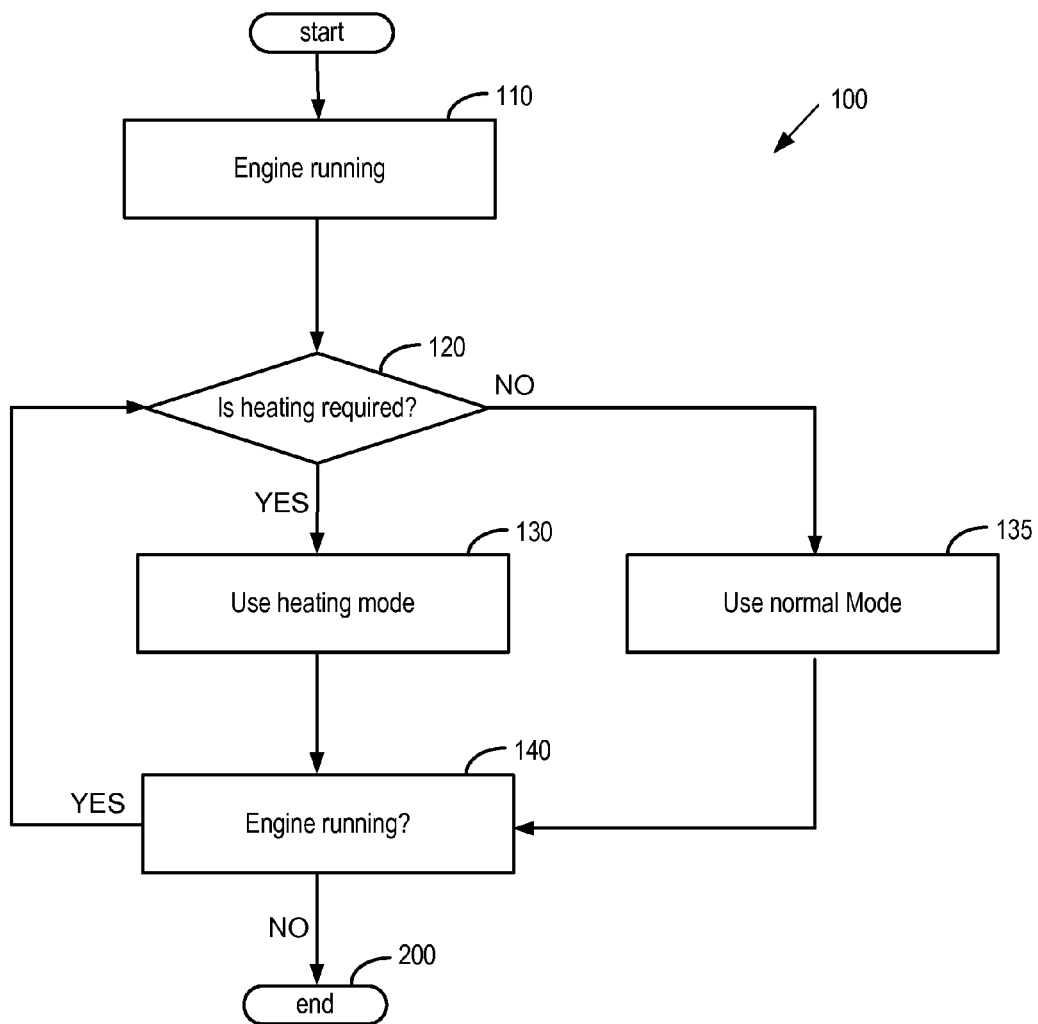 start
110
100
Engine running
120
NO
Is heating required?
YES
130
135
Use heating mode
Use normal Mode
140
YES
Engine running?
NO
200
end